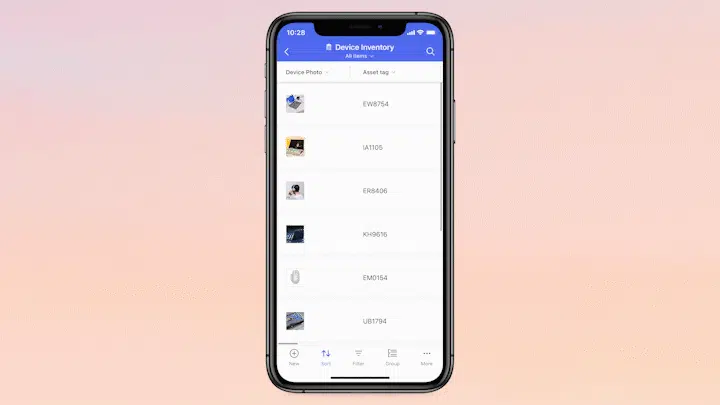 10:28
Device Inventory
All Items
Device Photo
Asset tag
EW8754
IA1105
ER8406
KH9616
EM0154
UB1794
New
Sort
Filter
Group
More